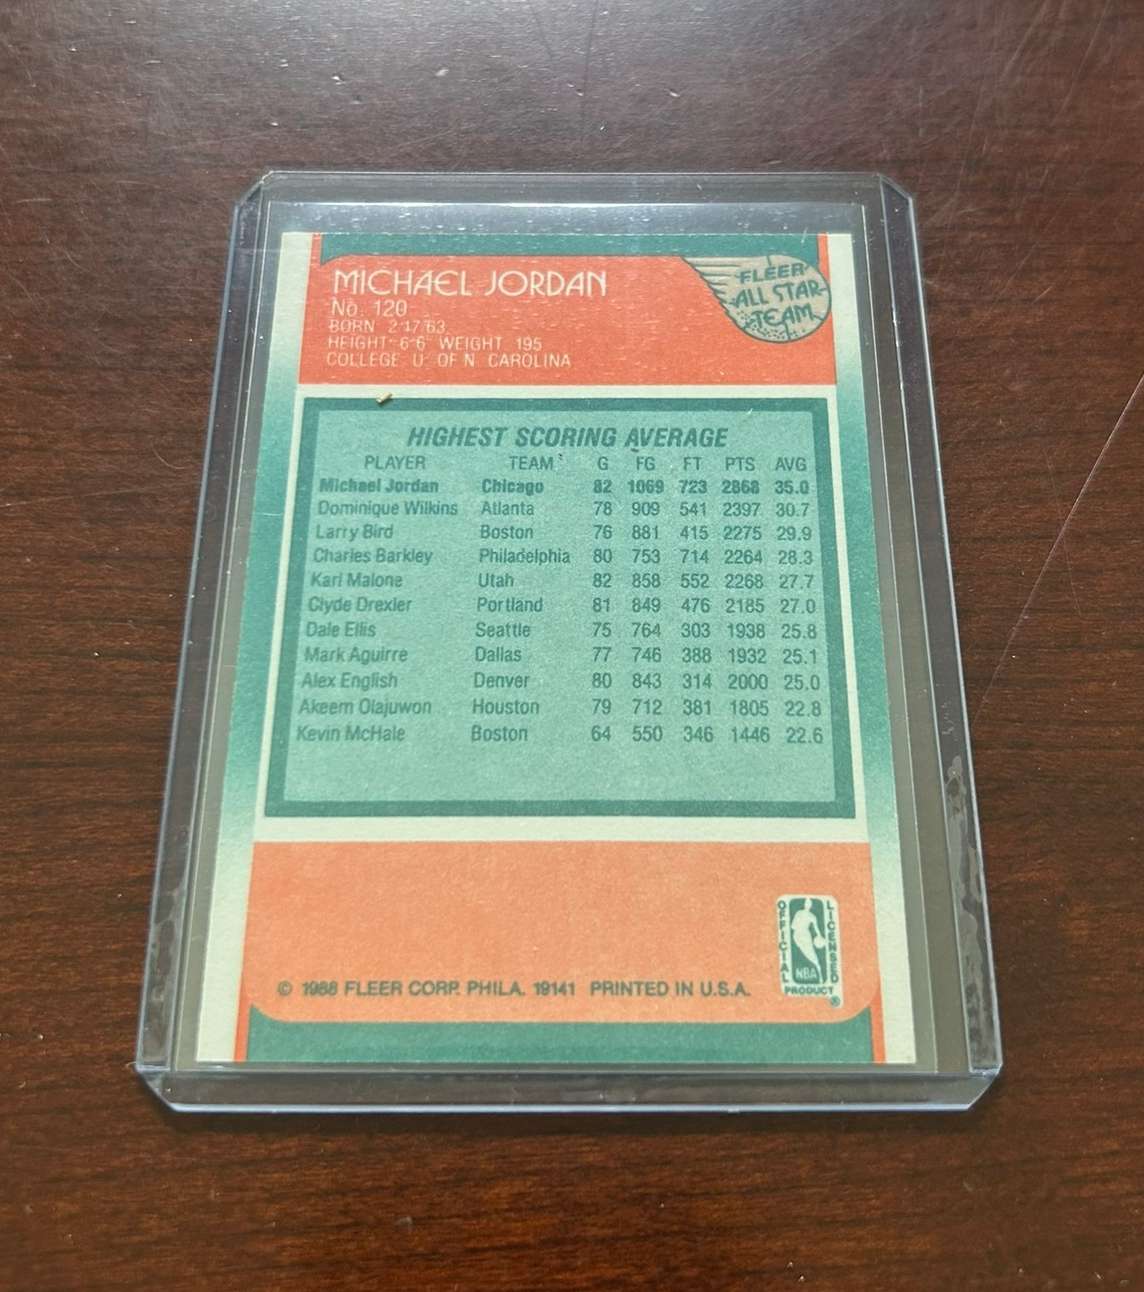 MICHAEL JORDAN
No. 120
BORN 2 17 63
HEIGHT 6'6" WEIGHT 195
COLLEGE U. OF N. CAROLINA
FLEER
ALL STAR
TEAM
HIGHEST SCORING AVERAGE
PLAYER TEAM G FG FT PTS AVG
Michael Jordan Chicago 82 1069 723 2868 35.0
Dominique Wilkins Atlanta 78 909 541 2397 30.7
Larry Bird Boston 76 881 415 2275 29.9
Charles Barkley Philadelphia 80 753 714 2264 28.3
Karl Malone Utah 82 858 552 2268 27.7
Clyde Drexler Portland 81 849 476 2185 27.0
Dale Ellis Seattle 75 764 303 1938 25.8
Mark Aguirre Dallas 77 746 388 1932 25.1
Alex English Denver 80 843 314 2000 25.0
Akeem Olajuwon Houston 79 712 381 1805 22.8
Kevin McHale Boston 64 550 346 1446 22.6
OFFICIAL
LICENSED
NBA
PRODUCT
®
© 1988 FLEER CORP. PHILA. 19141 PRINTED IN U.S.A.